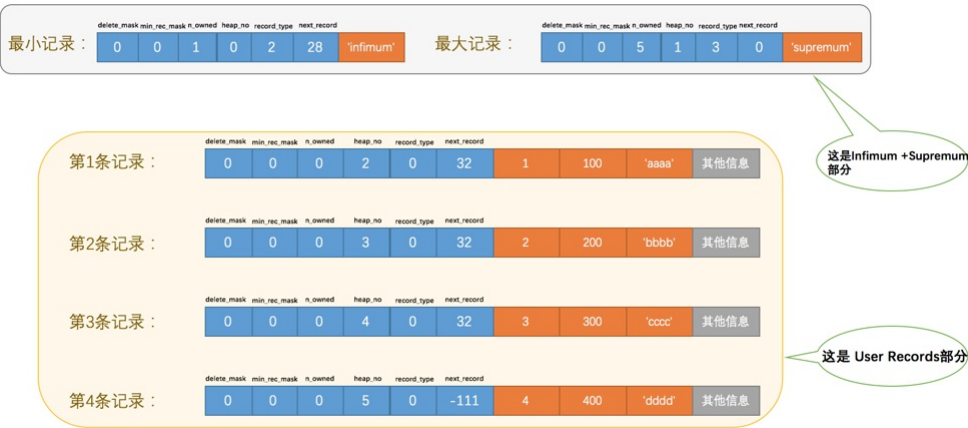 delete_mask min_rec_mask n_owned heap_no record_type next_record
最小记录： 0 0 1 0 2 28 'infimum'
delete_mask min_rec_mask n_owned heap_no record_type next_record
最大记录： 0 0 5 1 3 0 'supremum'
这是Infimum +Supremum
部分
delete_mask min_rec_mask n_owned heap_no record_type next_record
第1条记录： 0 0 0 2 0 32 1 100 'aaaa' 其他信息
delete_mask min_rec_mask n_owned heap_no record_type next_record
第2条记录： 0 0 0 3 0 32 2 200 'bbbb' 其他信息
delete_mask min_rec_mask n_owned heap_no record_type next_record
第3条记录： 0 0 0 4 0 32 3 300 'cccc' 其他信息
这是 User Records部分
delete_mask min_rec_mask n_owned heap_no record_type next_record
第4条记录： 0 0 0 5 0 -111 4 400 'dddd' 其他信息